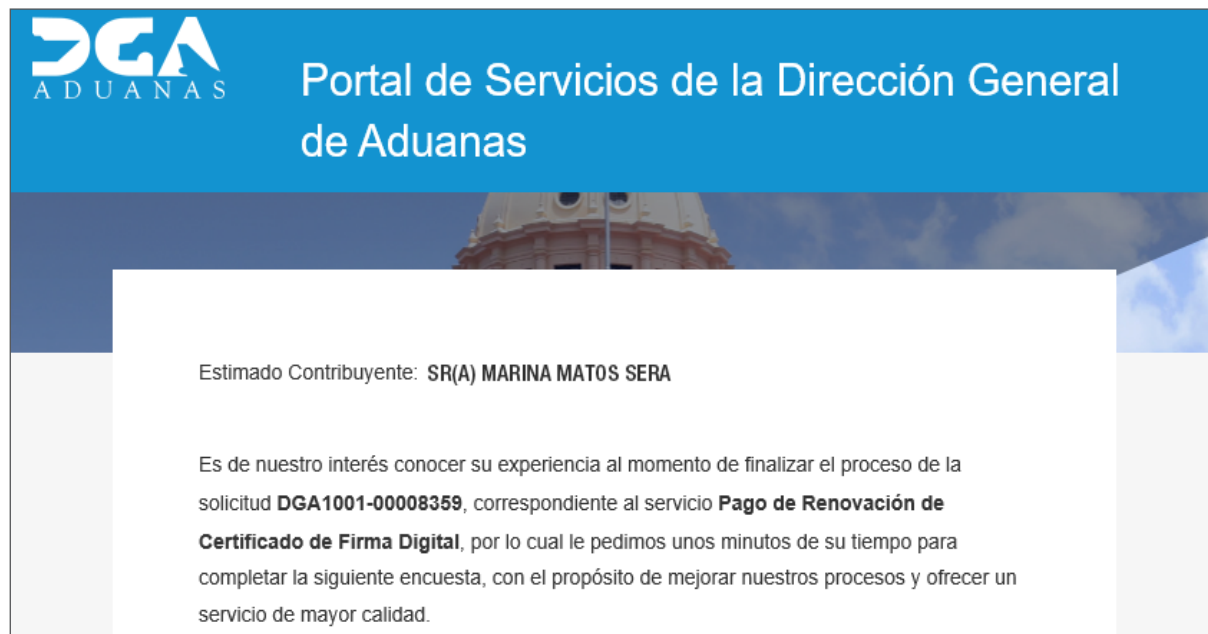 DGA
ADUANAS
Portal de Servicios de la Dirección General
de Aduanas
Estimado Contribuyente: SR(A) MARINA MATOS SERA
Es de nuestro interés conocer su experiencia al momento de finalizar el proceso de la
solicitud DGA1001-00008359, correspondiente al servicio Pago de Renovación de
Certificado de Firma Digital, por lo cual le pedimos unos minutos de su tiempo para
completar la siguiente encuesta, con el propósito de mejorar nuestros procesos y ofrecer un
servicio de mayor calidad.